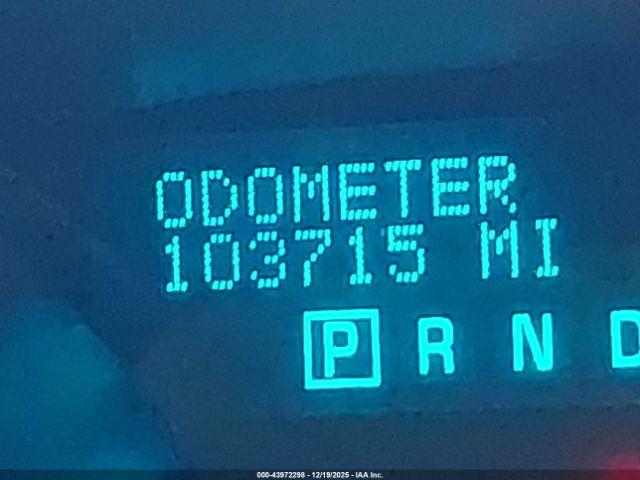 ODOMETER
103715 MI
P R N D
000-43972298 - 12/19/2025 - IAA Inc.